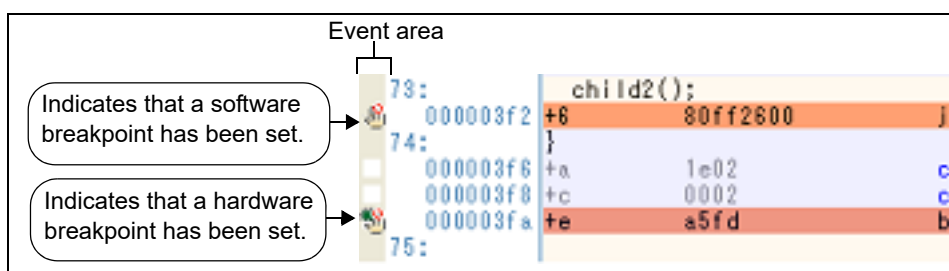 Event area
73: child2();
Indicates that a software
breakpoint has been set.
000003f2 +6 80ff2600 j
74: }
000003f6 +a 1e02 c
000003f8 +c 0002 c
Indicates that a hardware
breakpoint has been set.
000003fa +e a5fd b
75: